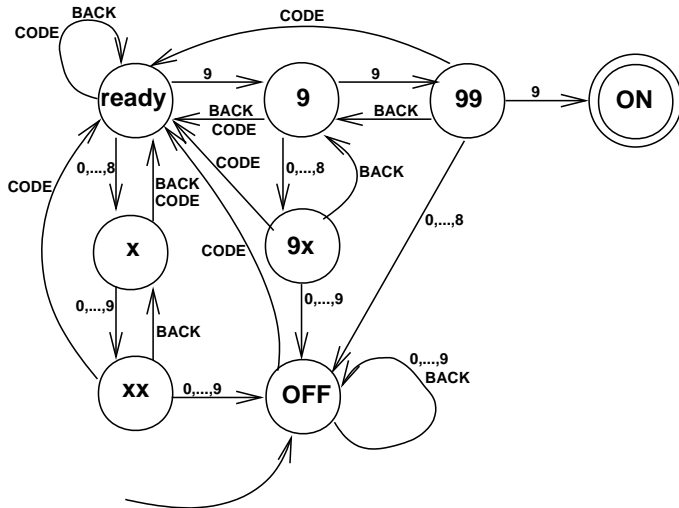 BACK
CODE
CODE
ready
9
9
9
99
9
ON
BACK
CODE
BACK
0,...,8
BACK
CODE
CODE
0,...,8
BACK
CODE
x
9x
CODE
0,...,8
0,...,9
BACK
0,...,9
xx
0,...,9
OFF
0,...,9
BACK